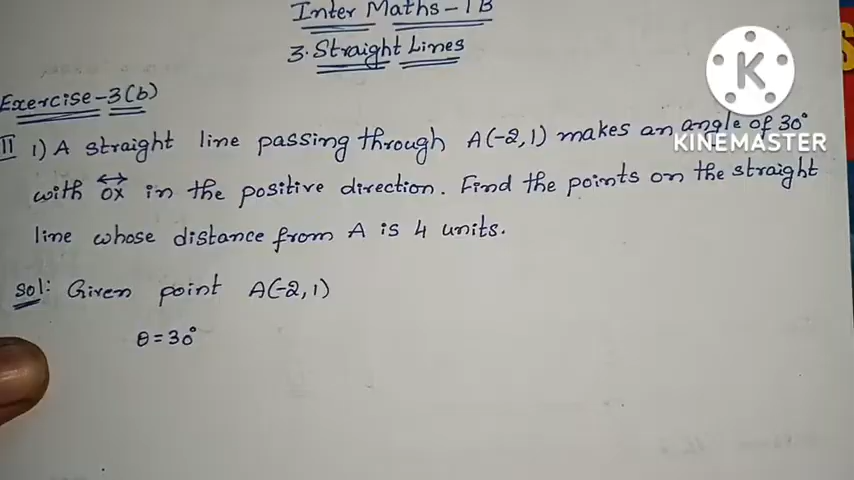 Inter Maths-IB
3. Straight Lines
Exercise-3(b)
II 1) A straight line passing through A(-2,1) makes an angle of 30°
with OX in the positive direction. Find the points on the straight
line whose distance from A is 4 units.
Sol: Given point A(-2,1)
θ=30°
K
KINEMASTER